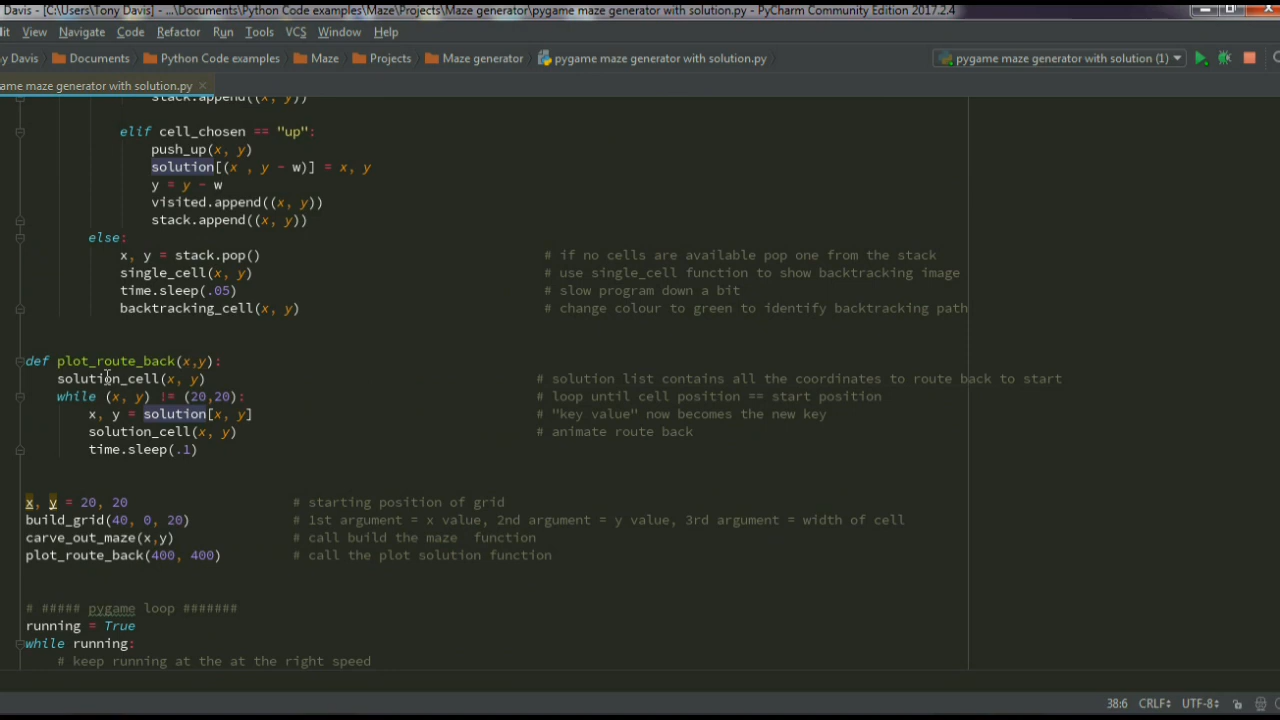 Davis - [C:\Users\Tony Davis] - ...\Documents\Python Code examples\Maze\Projects\Maze generator\pygame maze generator with solution.py - PyCharm Community Edition 2017.2.4
it View Navigate Code Refactor Run Tools VCS Window Help
ny Davis Documents Python Code examples Maze Projects Maze generator pygame maze generator with solution.py pygame maze generator with solution (1)
ame maze generator with solution.py ×
stack.append((x, y))
elif cell_chosen == "up":
push_up(x, y)
solution[(x , y - w)] = x, y
y = y - w
visited.append((x, y))
stack.append((x, y))
else:
x, y = stack.pop() # if no cells are available pop one from the stack
single_cell(x, y) # use single_cell function to show backtracking image
time.sleep(.05) # slow program down a bit
backtracking_cell(x, y) # change colour to green to identify backtracking path
def plot_route_back(x,y):
solution_cell(x, y) # solution list contains all the coordinates to route back to start
while (x, y) != (20,20): # loop until cell position == start position
x, y = solution[x, y] # "key value" now becomes the new key
solution_cell(x, y) # animate route back
time.sleep(.1)
x, y = 20, 20 # starting position of grid
build_grid(40, 0, 20) # 1st argument = x value, 2nd argument = y value, 3rd argument = width of cell
carve_out_maze(x,y) # call build the maze function
plot_route_back(400, 400) # call the plot solution function
# ##### pygame loop #######
running = True
while running:
# keep running at the at the right speed
38:6 CRLF UTF-8